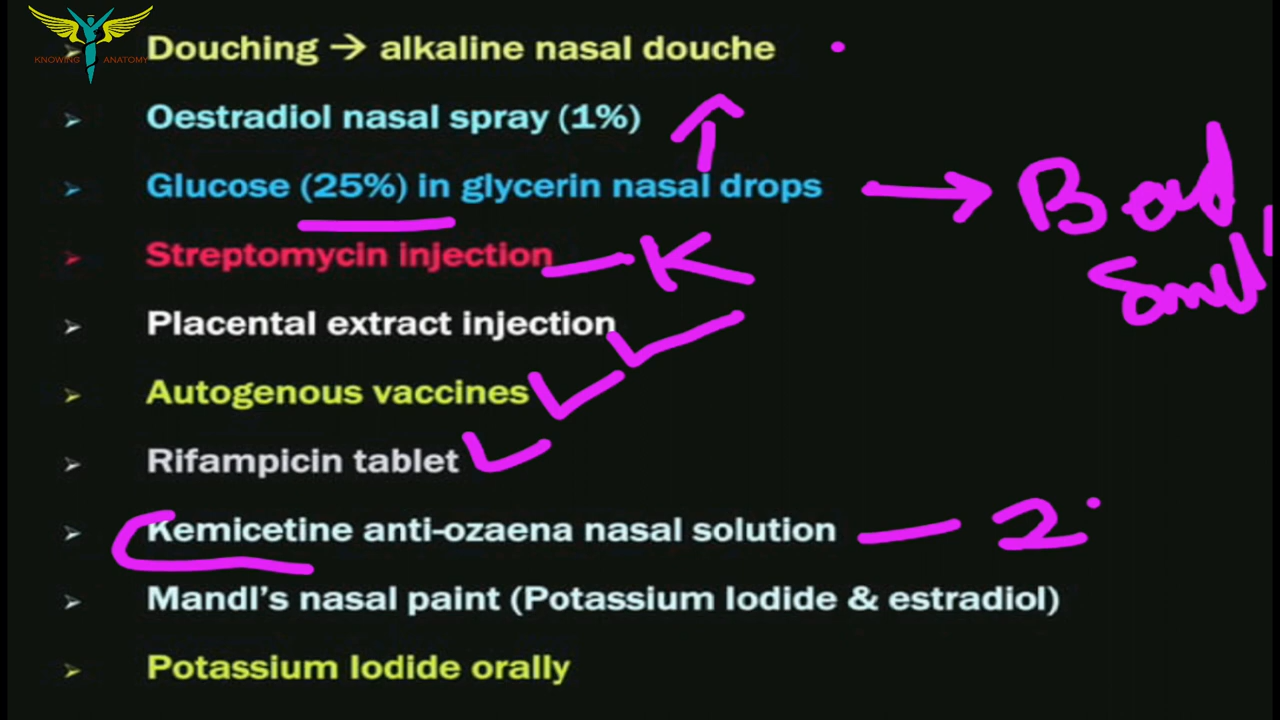 KNOWING ANATOMY
Douching → alkaline nasal douche
Oestradiol nasal spray (1%) ↑
Glucose (25%) in glycerin nasal drops → Bad
Smell
Streptomycin injection — K
Placental extract injection ✓
Autogenous vaccines ✓
Rifampicin tablet ✓
Kemicetine anti-ozaena nasal solution — 2
Mandl's nasal paint (Potassium Iodide & estradiol)
Potassium Iodide orally